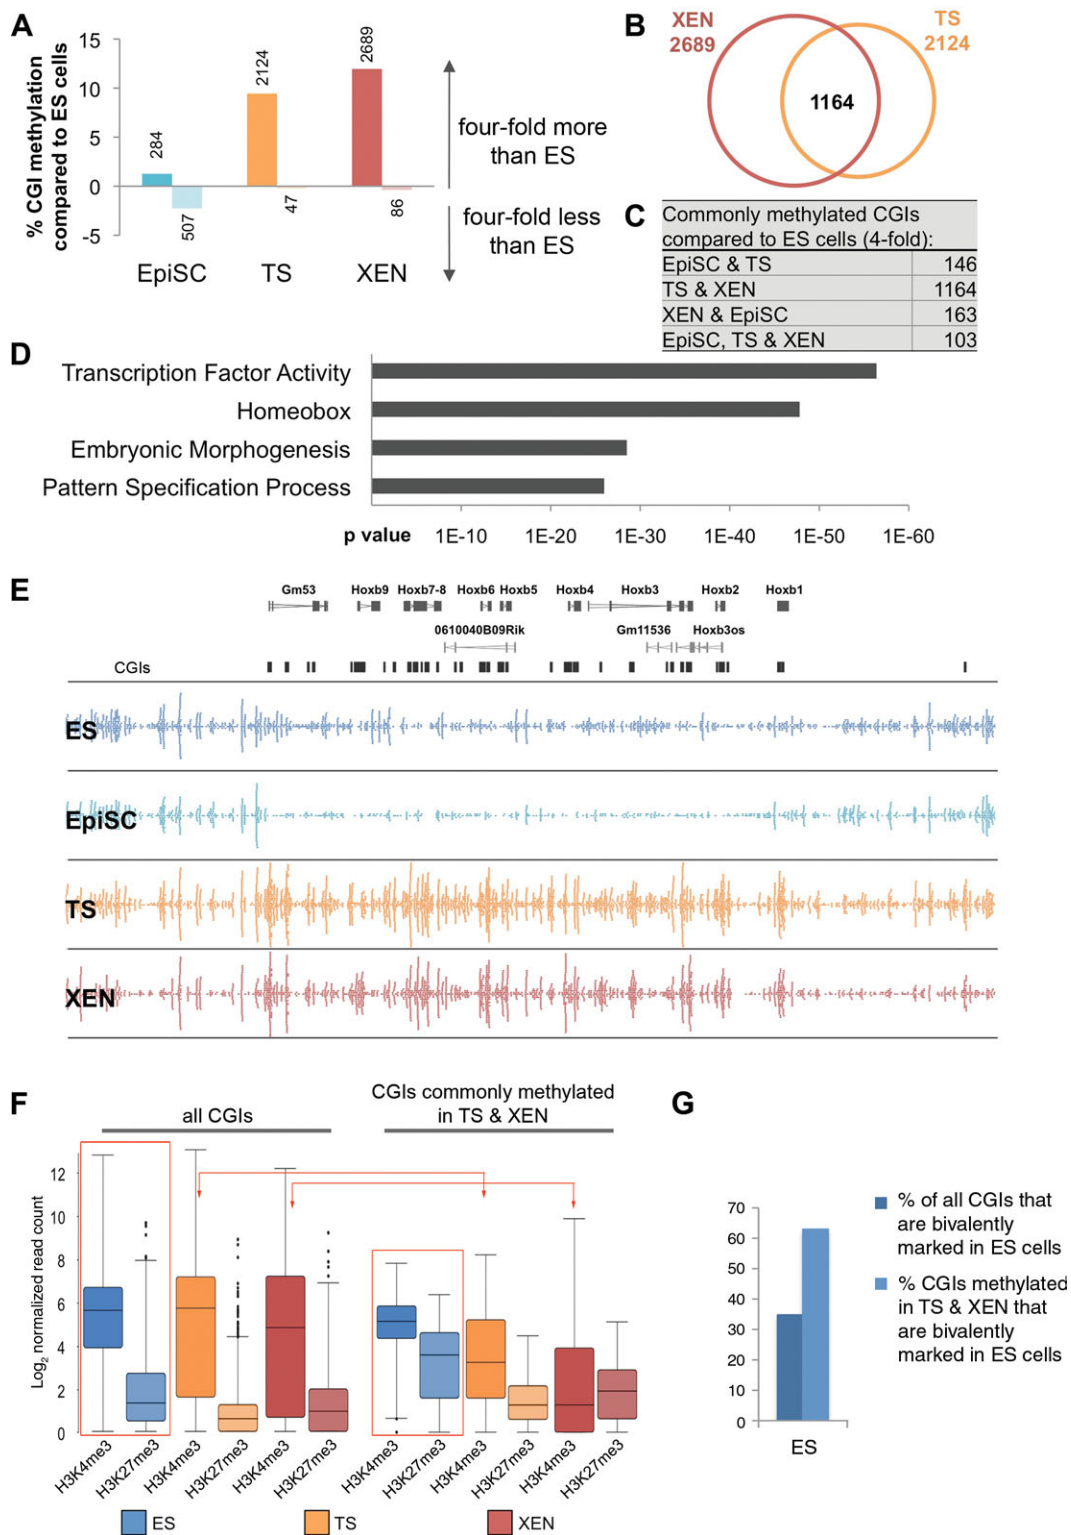 A
% CGI methylation
compared to ES cells
15
10
5
0
-5
284
507
2124
47
2689
86
EpiSC
TS
XEN
four-fold more
than ES
four-fold less
than ES
B
XEN
2689
TS
2124
1164
C
Commonly methylated CGIs
compared to ES cells (4-fold):
EpiSC & TS 146
TS & XEN 1164
XEN & EpiSC 163
EpiSC, TS & XEN 103
D
Transcription Factor Activity
Homeobox
Embryonic Morphogenesis
Pattern Specification Process
p value 1E-10 1E-20 1E-30 1E-40 1E-50 1E-60
E
Gm53 Hoxb9 Hoxb7-8 Hoxb6 Hoxb5 Hoxb4 Hoxb3 Hoxb2 Hoxb1
0610040B09Rik Gm11536 Hoxb3os
CGIs
ES
EpiSC
TS
XEN
F
all CGIs
CGIs commonly methylated
in TS & XEN
Log2 normalized read count
12
10
8
6
4
2
0
H3K4me3 H3K27me3 H3K4me3 H3K27me3 H3K4me3 H3K27me3 H3K4me3 H3K27me3 H3K4me3 H3K27me3 H3K4me3 H3K27me3
ES TS XEN
G
70
60
50
40
30
20
10
0
ES
% of all CGIs that
are bivalently
marked in ES cells
% CGIs methylated
in TS & XEN that
are bivalently
marked in ES cells